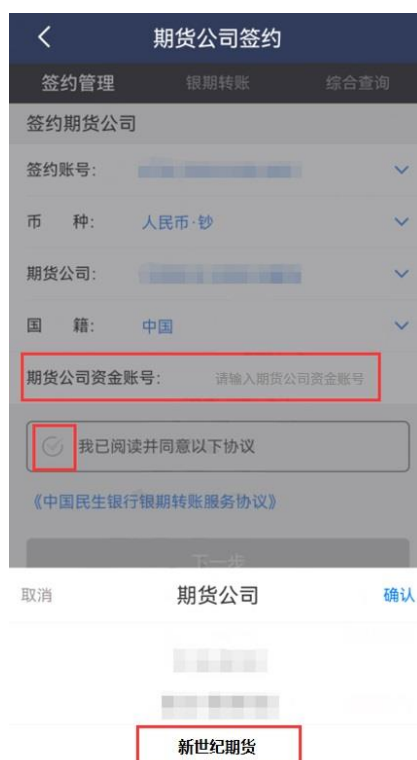 期货公司签约
签约管理 银期转账 综合查询
签约期货公司
签约账号:
币 种: 人民币·钞
期货公司:
国 籍: 中国
期货公司资金账号: 请输入期货公司资金账号
我已阅读并同意以下协议
《中国民生银行银期转账服务协议》
下一步
取消 期货公司 确认
新世纪期货